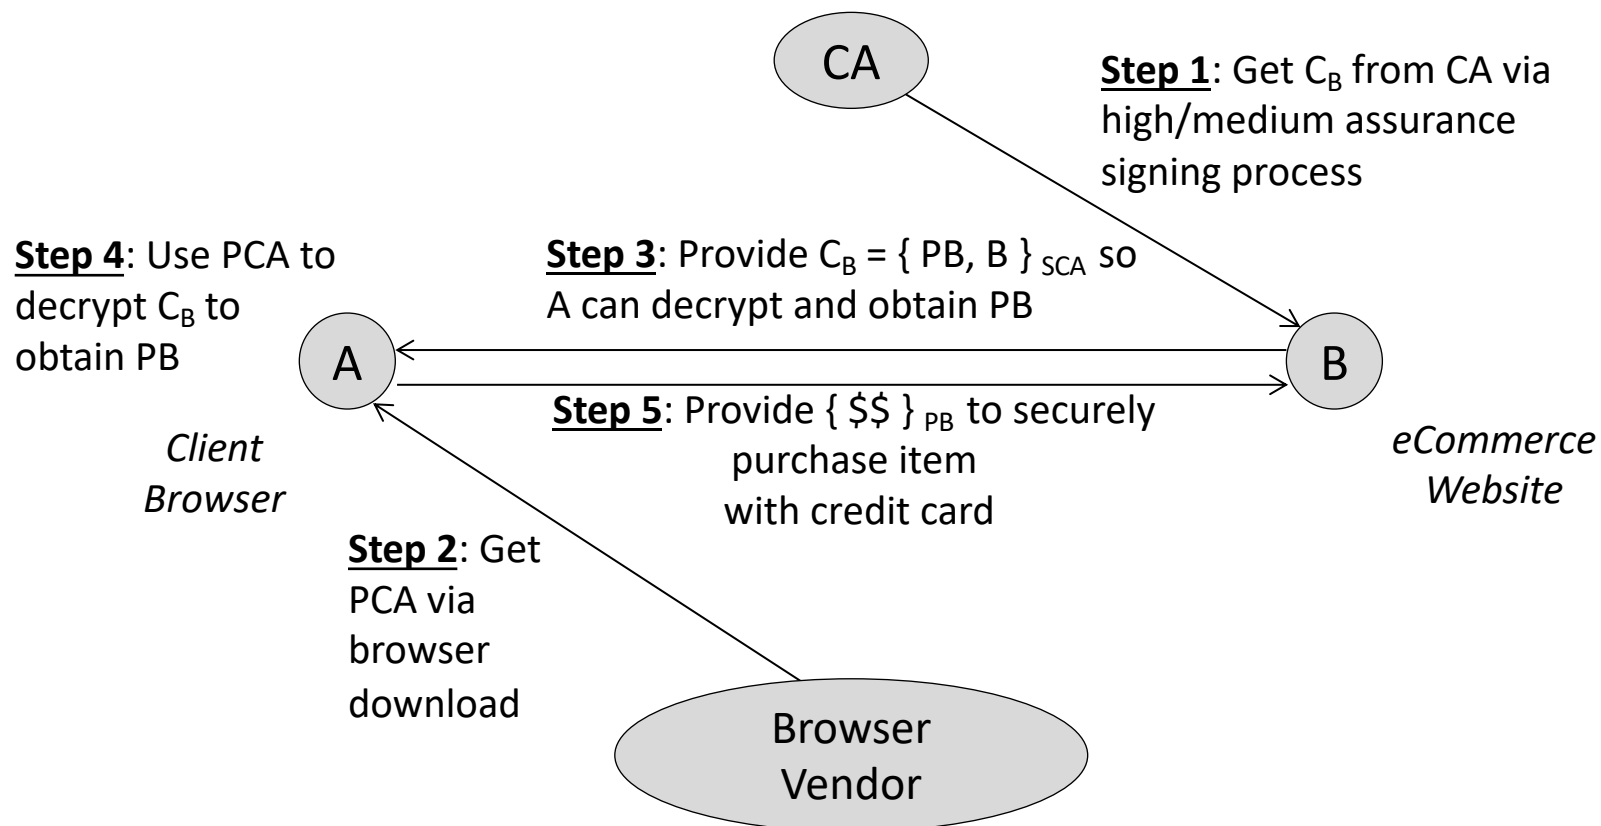 CA
Step 1: Get CB from CA via
high/medium assurance
signing process
Step 4: Use PCA to
decrypt CB to
obtain PB
Step 3: Provide CB = { PB, B } SCA so
A can decrypt and obtain PB
A
B
Client
Browser
Step 5: Provide { $$ } PB to securely
purchase item
with credit card
eCommerce
Website
Step 2: Get
PCA via
browser
download
Browser
Vendor